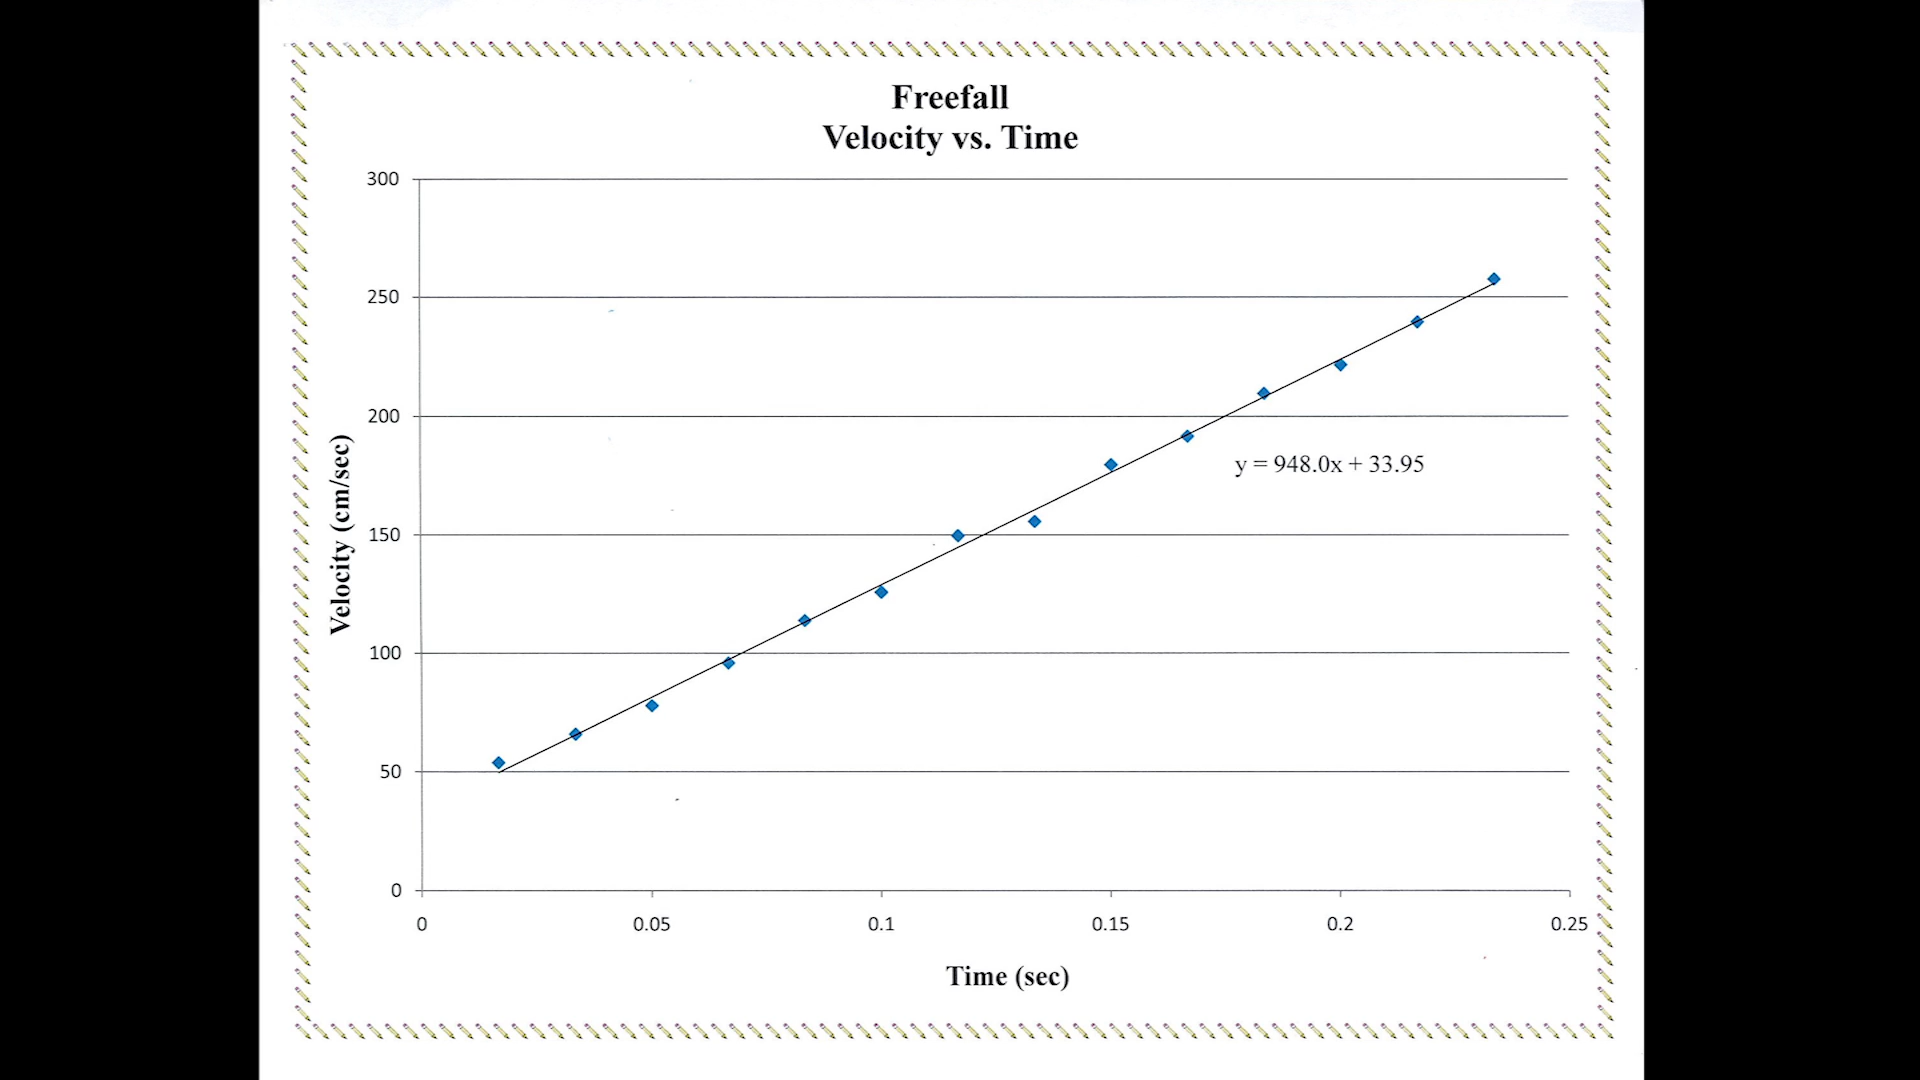 Freefall
Velocity vs. Time
300
250
200
150
100
50
0
Velocity (cm/sec)
y = 948.0x + 33.95
0 0.05 0.1 0.15 0.2 0.25
Time (sec)